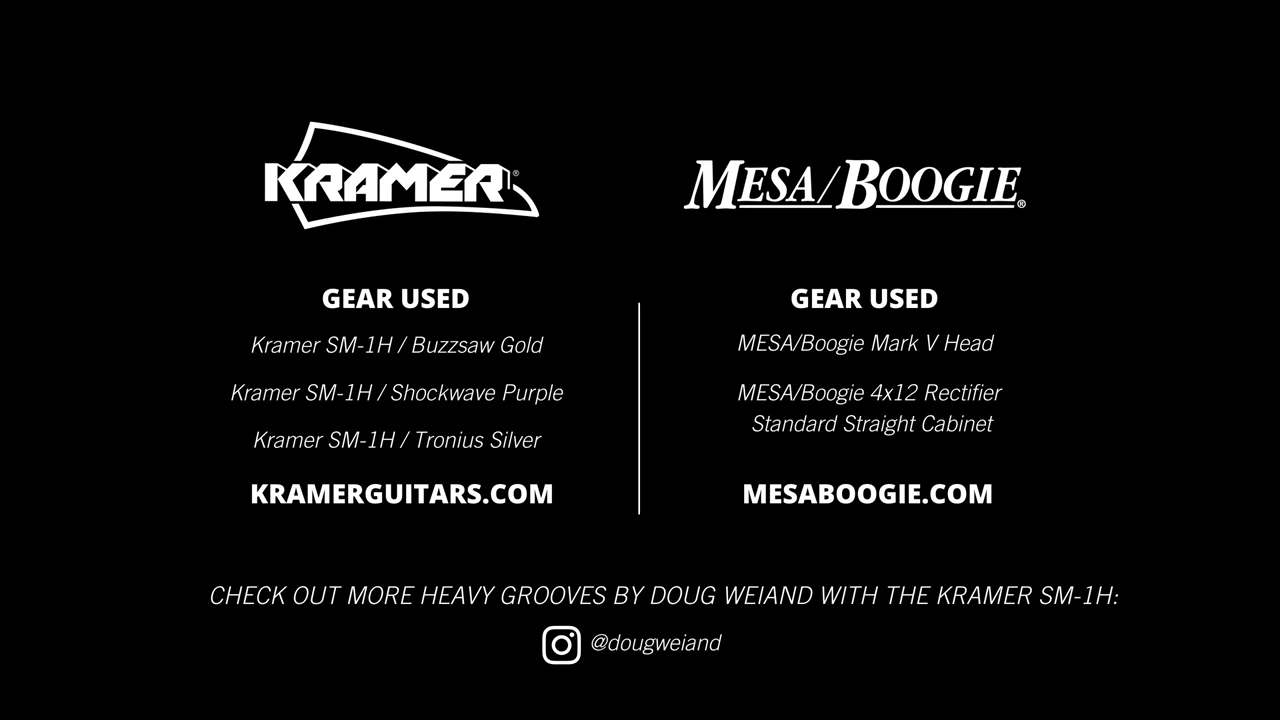 KRAMER®
MESA/BOOGIE®
GEAR USED
Kramer SM-1H / Buzzsaw Gold
Kramer SM-1H / Shockwave Purple
Kramer SM-1H / Tronius Silver
KRAMERGUITARS.COM
GEAR USED
MESA/Boogie Mark V Head
MESA/Boogie 4x12 Rectifier
Standard Straight Cabinet
MESABOOGIE.COM
CHECK OUT MORE HEAVY GROOVES BY DOUG WEIAND WITH THE KRAMER SM-1H:
@dougweiand